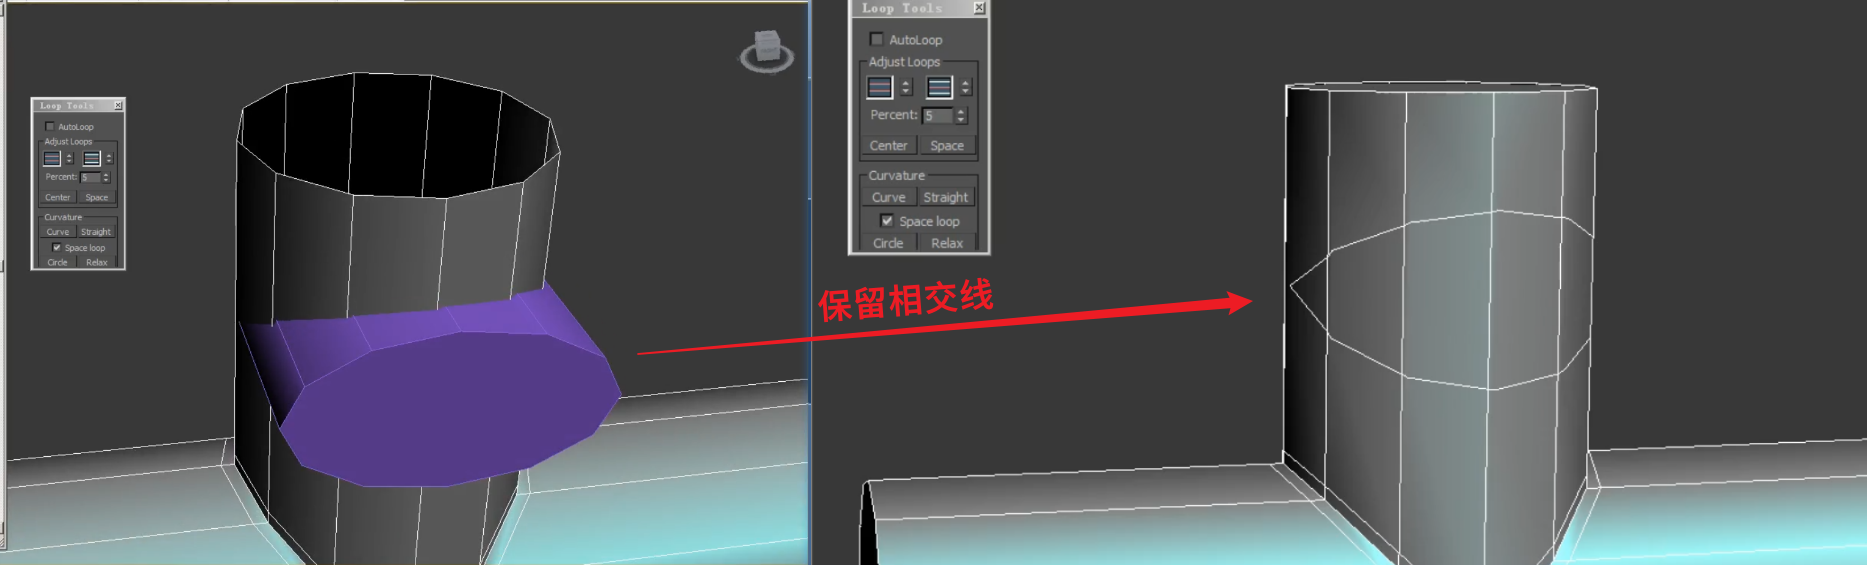 Loop Tools
AutoLoop
Adjust Loops
Percent: 5
Center Space
Curvature
Curve Straight
Space loop
Circle Relax
保留相交线
Loop Tools
AutoLoop
Adjust Loops
Percent: 5
Center Space
Curvature
Curve Straight
Space loop
Circle Relax